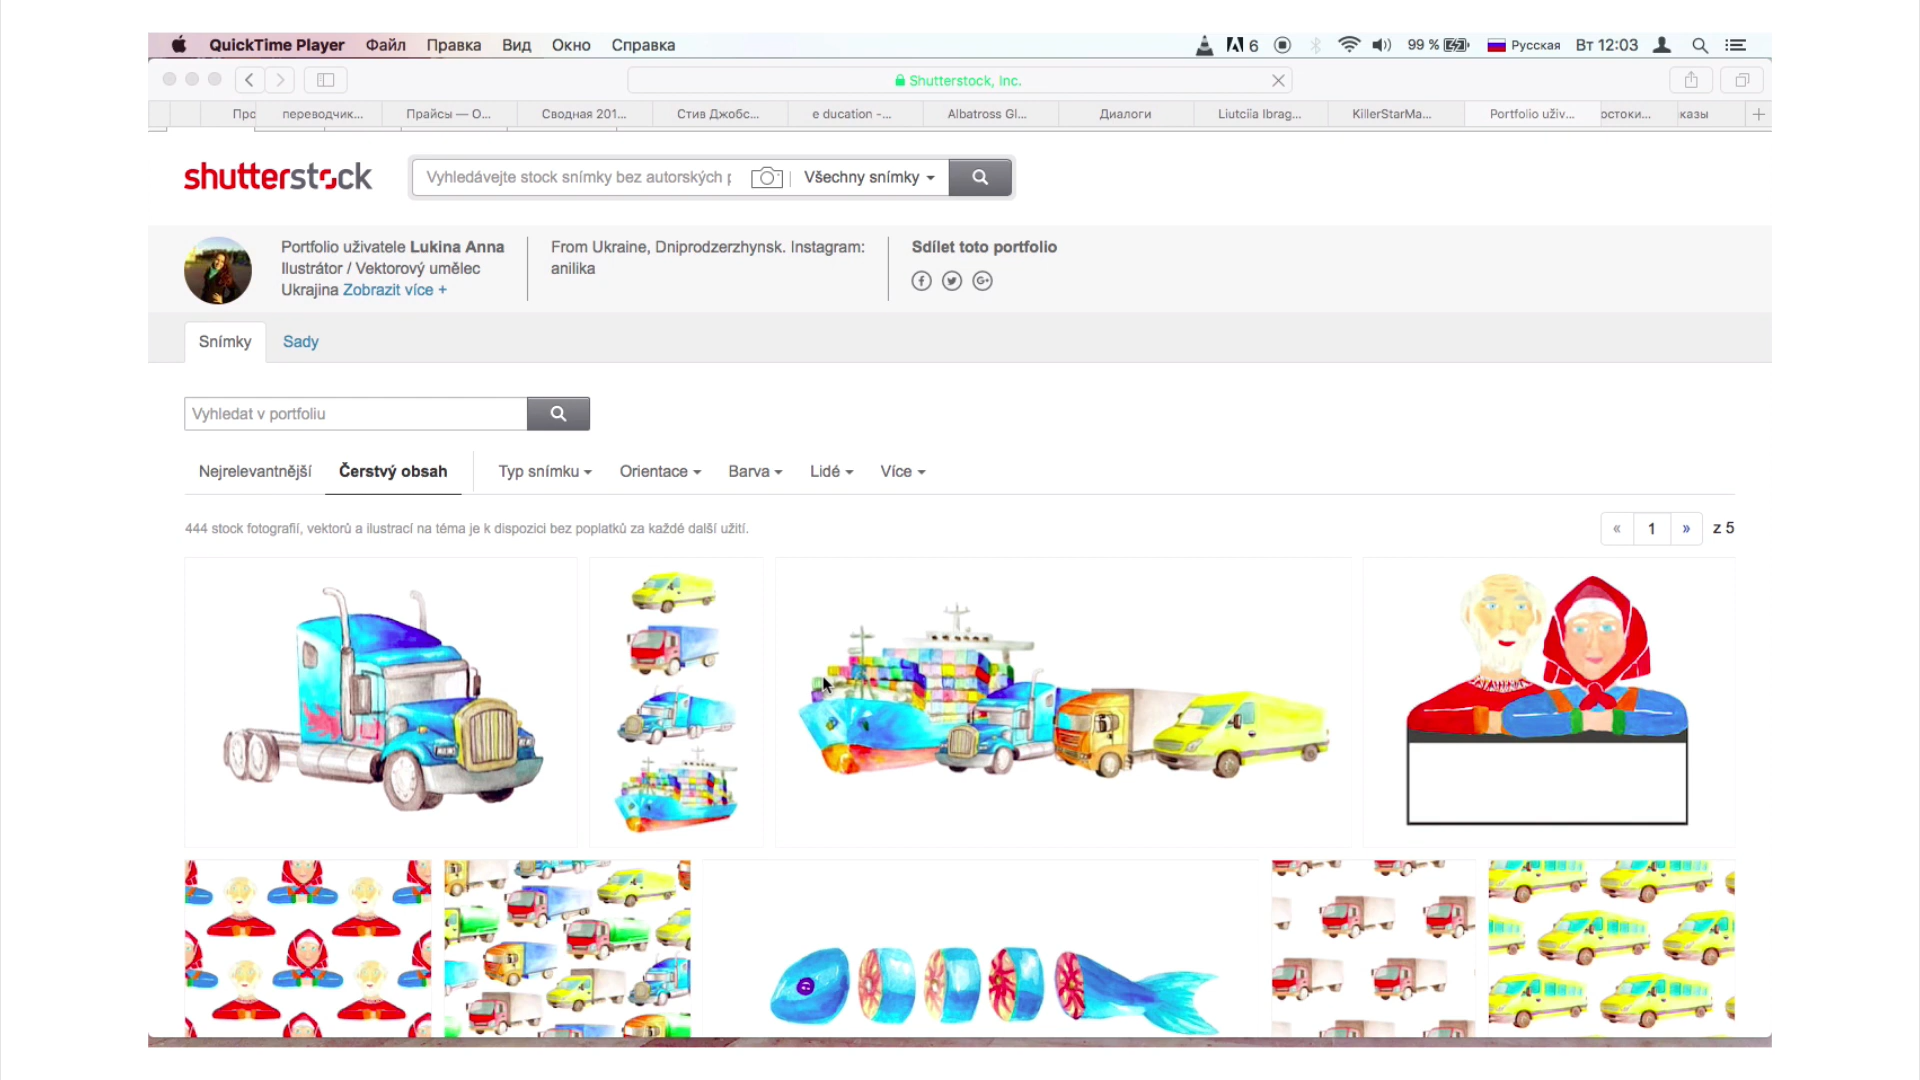 QuickTime Player Файл Правка Вид Окно Справка 6 99 % Русская Вт 12:03
Shutterstock, Inc.
Про переводчик... Прайсы — О... Сводная 201... Стив Джобс... e ducation -... Albatross Gl... Диалоги Liutciia Ibrag... KillerStarMa... Portfolio uživ... остоки... казы
shutterstock
Vyhledávejte stock snímky bez autorských Všechny snímky
Portfolio uživatele Lukina Anna
Ilustrátor / Vektorový umělec
Ukrajina Zobrazit více +
From Ukraine, Dniprodzerzhynsk. Instagram:
anilika
Sdílet toto portfolio
Snímky Sady
Vyhledat v portfoliu
Nejrelevantnější Čerstvý obsah Typ snímku Orientace Barva Lidé Více
444 stock fotografií, vektorů a ilustrací na téma je k dispozici bez poplatků za každé další užití.
« 1 » z 5